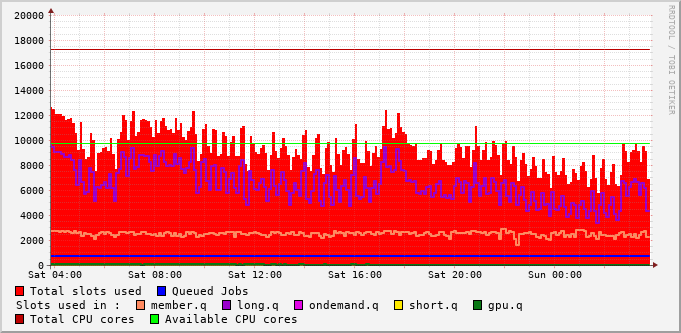 RRDTOOL / TOBI OETIKER
20000
18000
16000
14000
12000
10000
8000
6000
4000
2000
0
Sat 04:00 Sat 08:00 Sat 12:00 Sat 16:00 Sat 20:00 Sun 00:00
Total slots used Queued Jobs
Slots used in : member.q long.q ondemand.q short.q gpu.q
Total CPU cores Available CPU cores